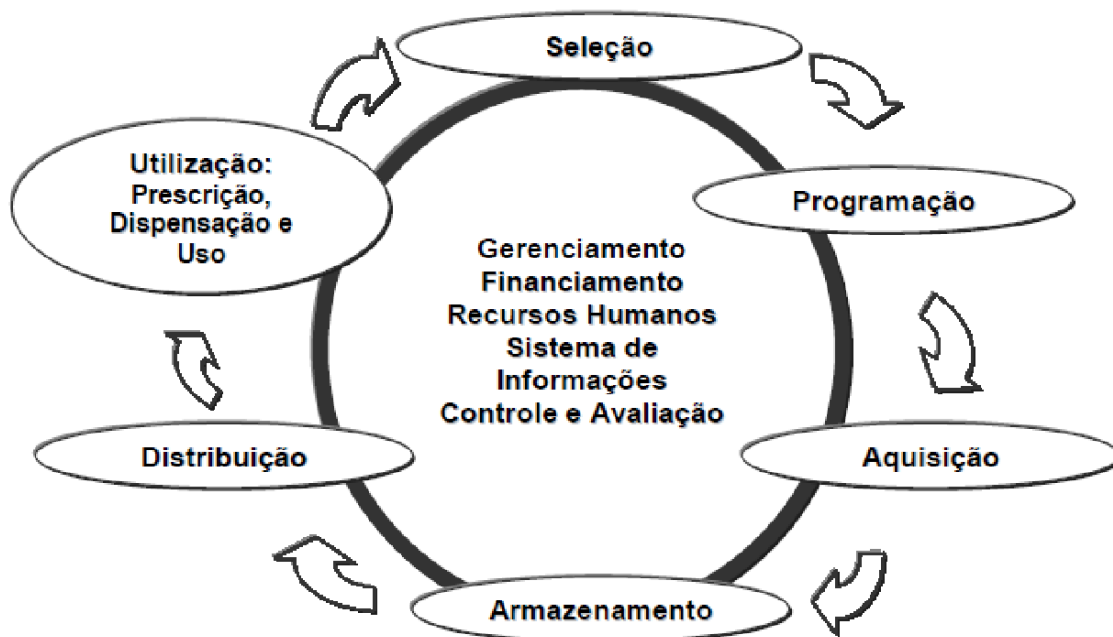 Seleção
Programação
Aquisição
Armazenamento
Distribuição
Utilização:
Prescrição,
Dispensação e
Uso
Gerenciamento
Financiamento
Recursos Humanos
Sistema de
Informações
Controle e Avaliação